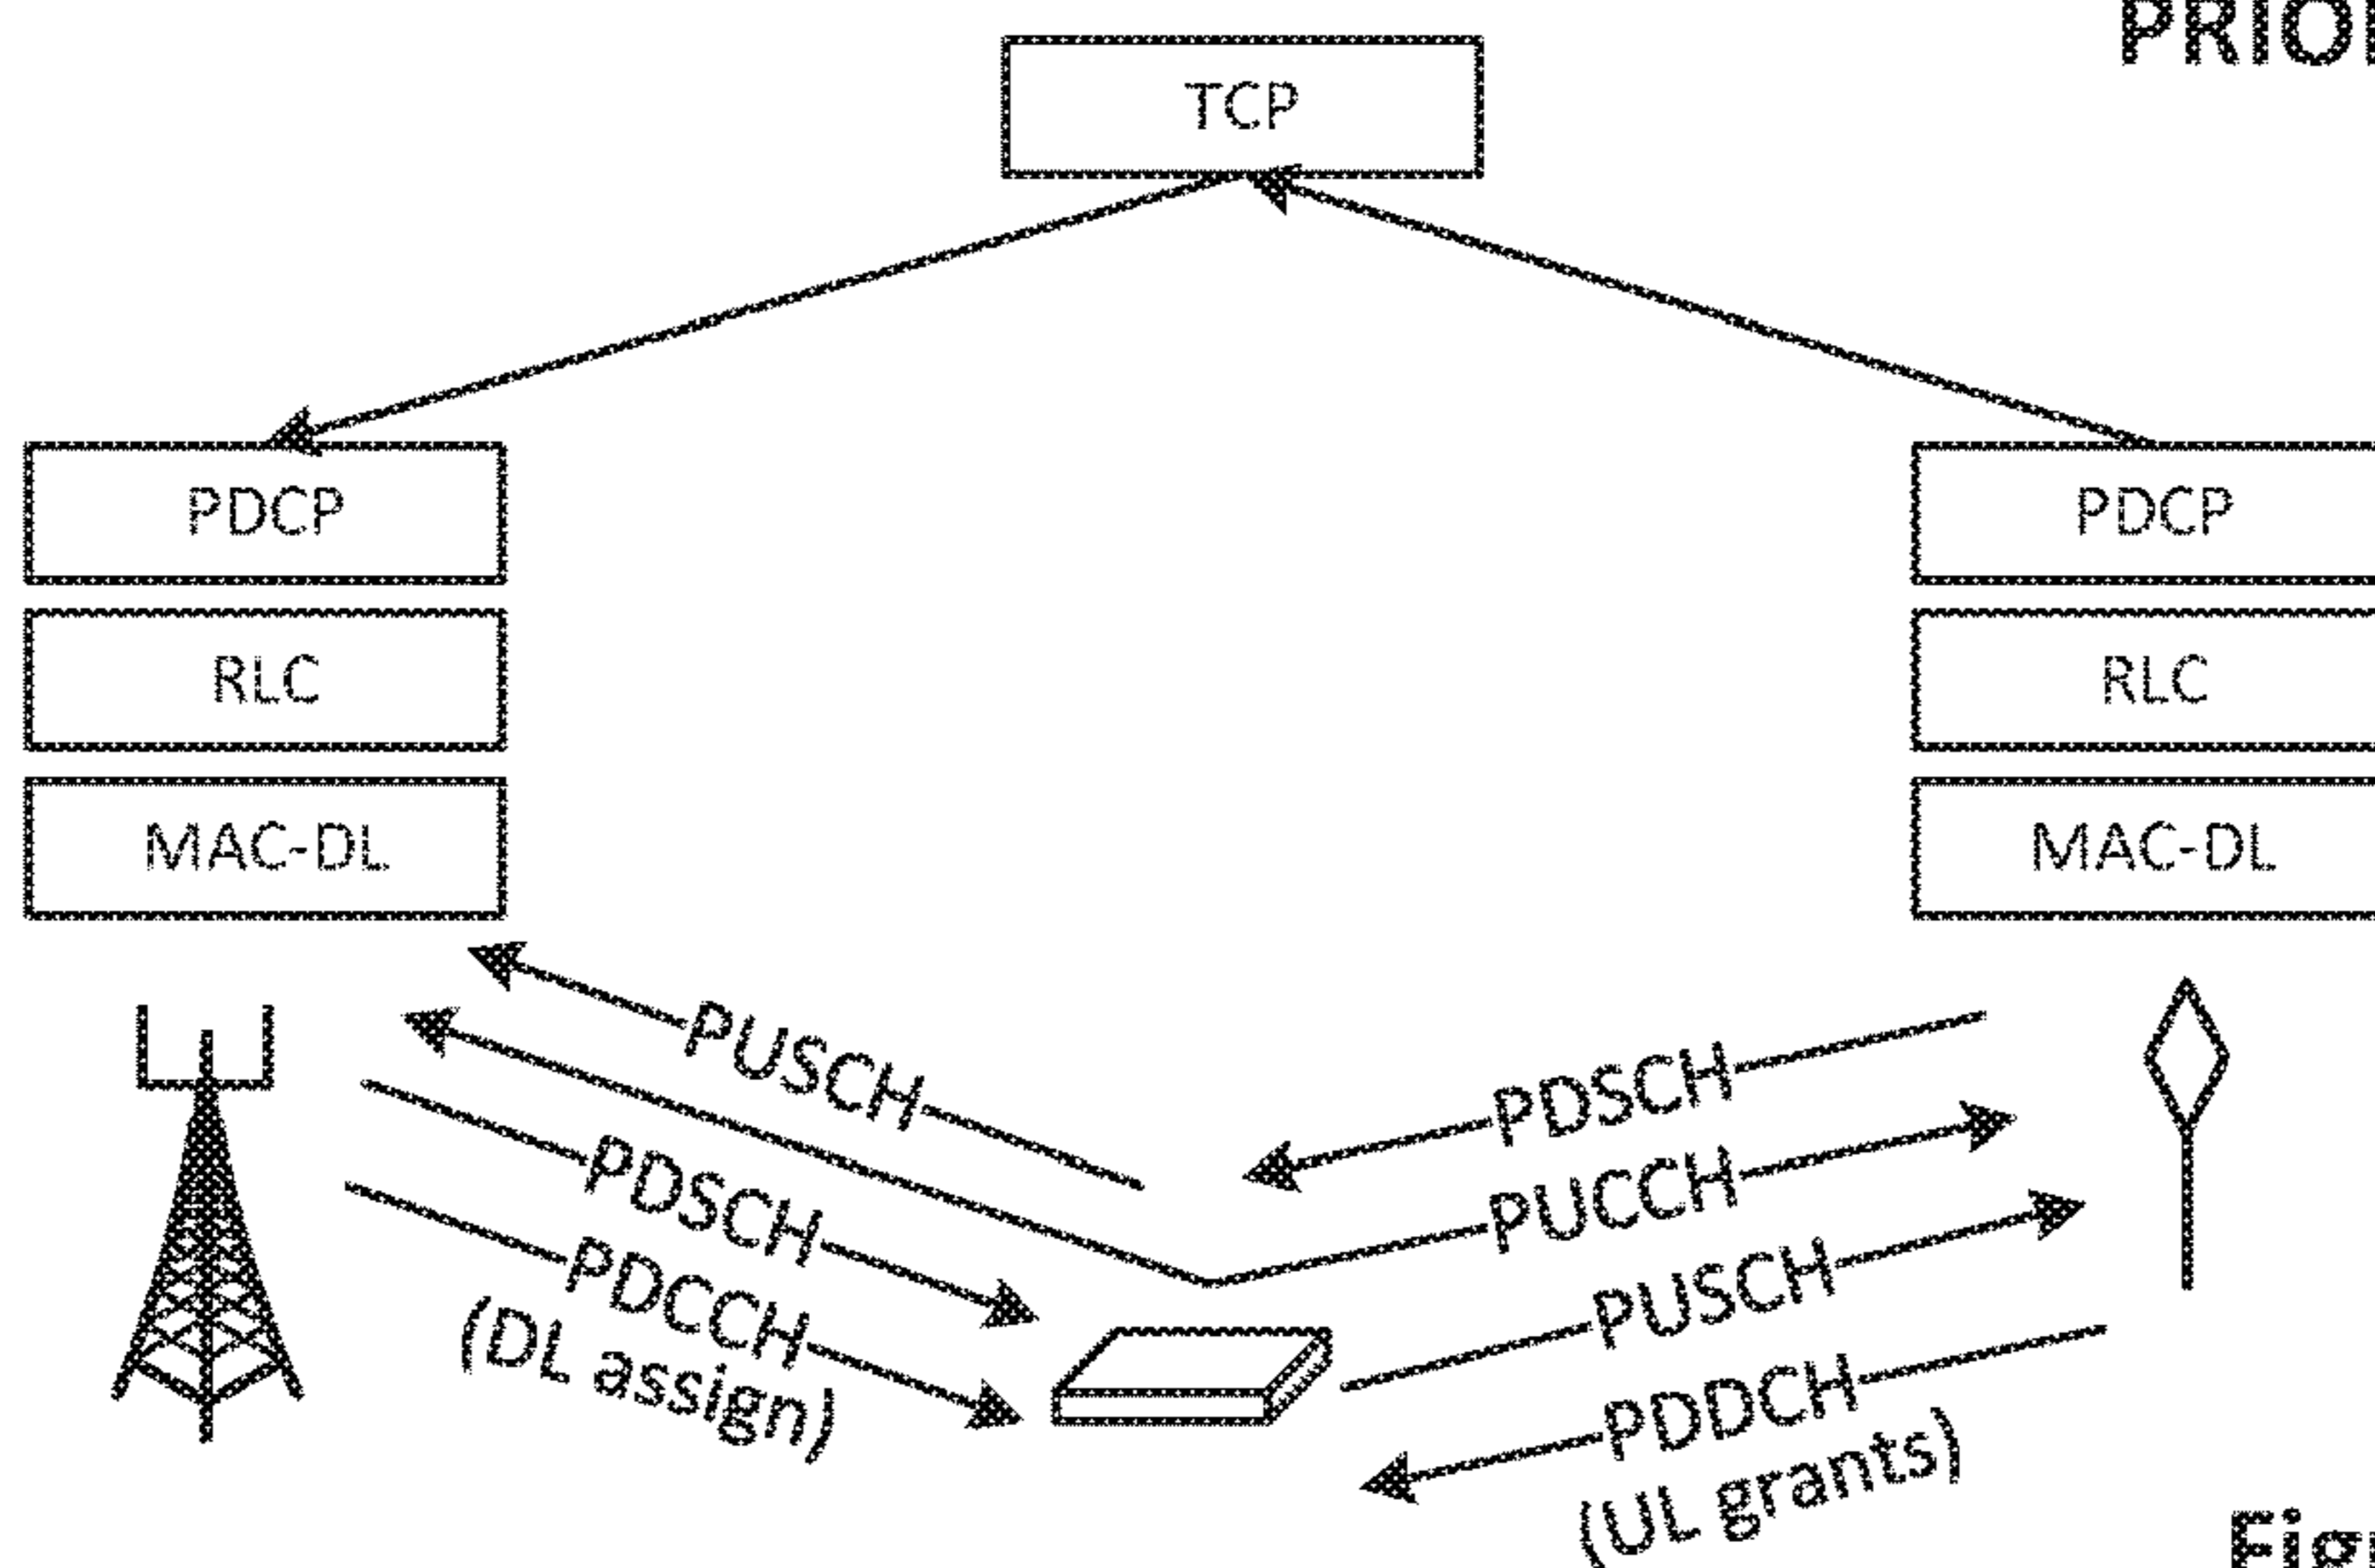 PRIOR
TCP
PDCP
PDCP
RLC
RLC
MAC-DL
MAC-DL
PUSCH
PDSCH
PDCCH
(DL assign)
PDSCH
PUCCH
PUSCH
PDDCH
(UL grants)